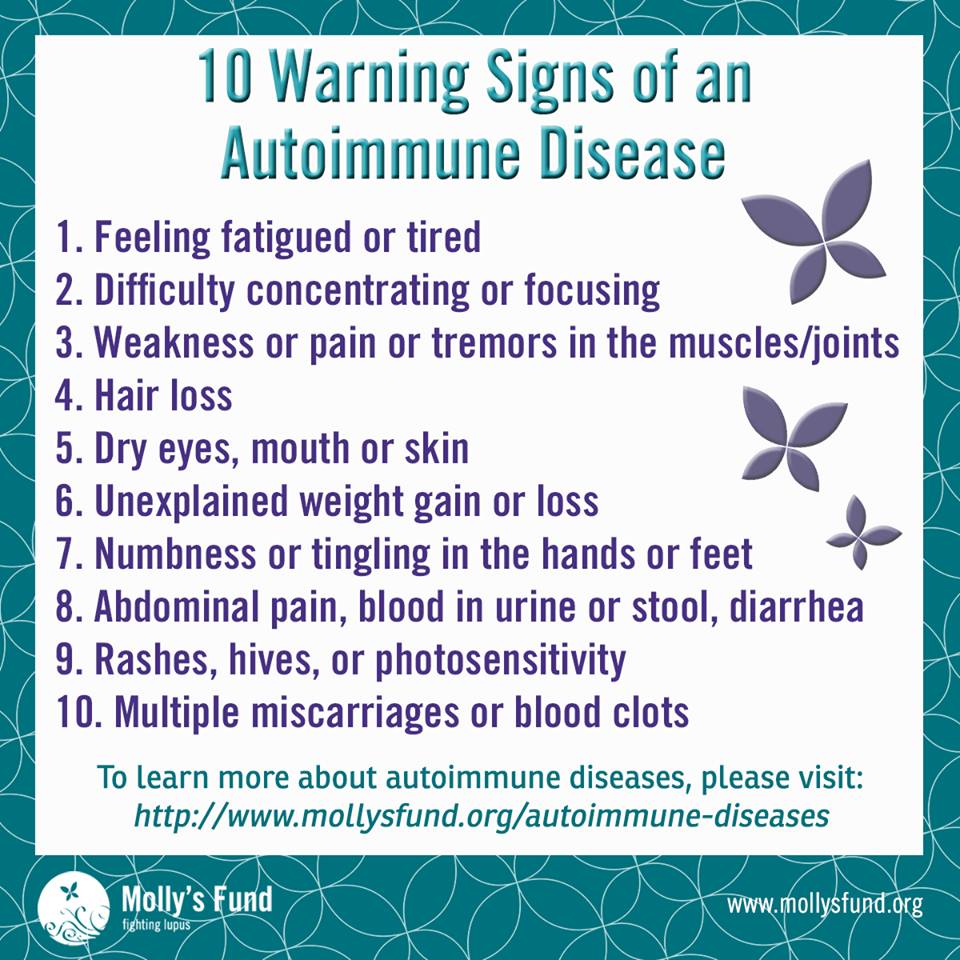 10 Warning Signs of an
Autoimmune Disease
1. Feeling fatigued or tired
2. Difficulty concentrating or focusing
3. Weakness or pain or tremors in the muscles/joints
4. Hair loss
5. Dry eyes, mouth or skin
6. Unexplained weight gain or loss
7. Numbness or tingling in the hands or feet
8. Abdominal pain, blood in urine or stool, diarrhea
9. Rashes, hives, or photosensitivity
10. Multiple miscarriages or blood clots
To learn more about autoimmune diseases, please visit:
http://www.mollysfund.org/autoimmune-diseases
Molly's Fund
fighting lupus
www.mollysfund.org